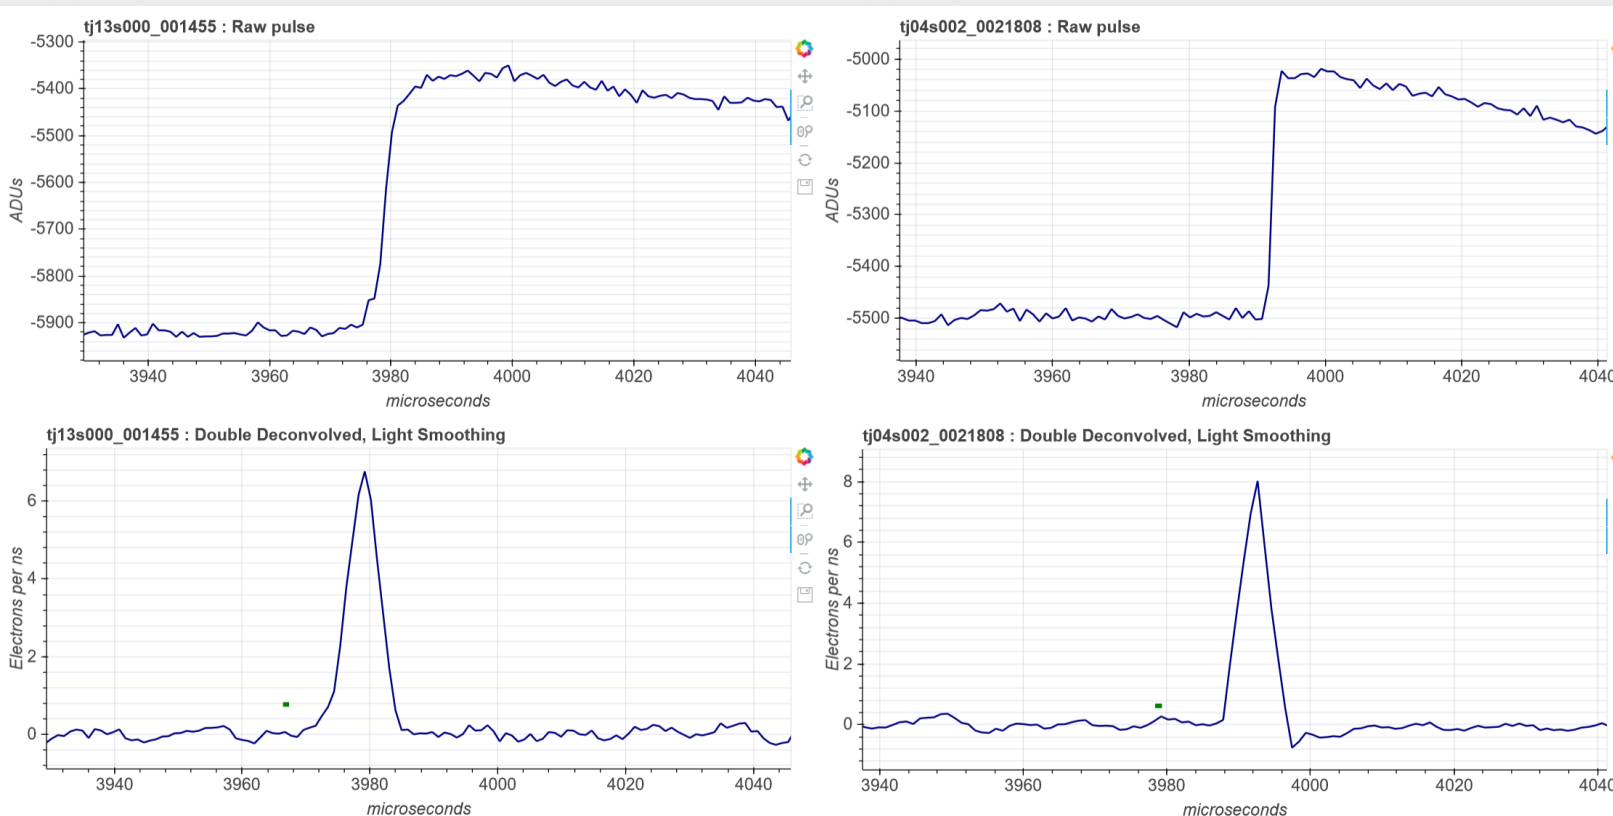 tj13s000_001455 : Raw pulse
-5300
-5400
-5500
-5600
-5700
-5800
-5900
ADUs
3940 3960 3980 4000 4020 4040
microseconds
tj04s002_0021808 : Raw pulse
-5000
-5100
-5200
-5300
-5400
-5500
ADUs
3940 3960 3980 4000 4020 4040
microseconds
tj13s000_001455 : Double Deconvolved, Light Smoothing
6
4
2
0
Electrons per ns
3940 3960 3980 4000 4020 4040
microseconds
tj04s002_0021808 : Double Deconvolved, Light Smoothing
8
6
4
2
0
Electrons per ns
3940 3960 3980 4000 4020 4040
microseconds